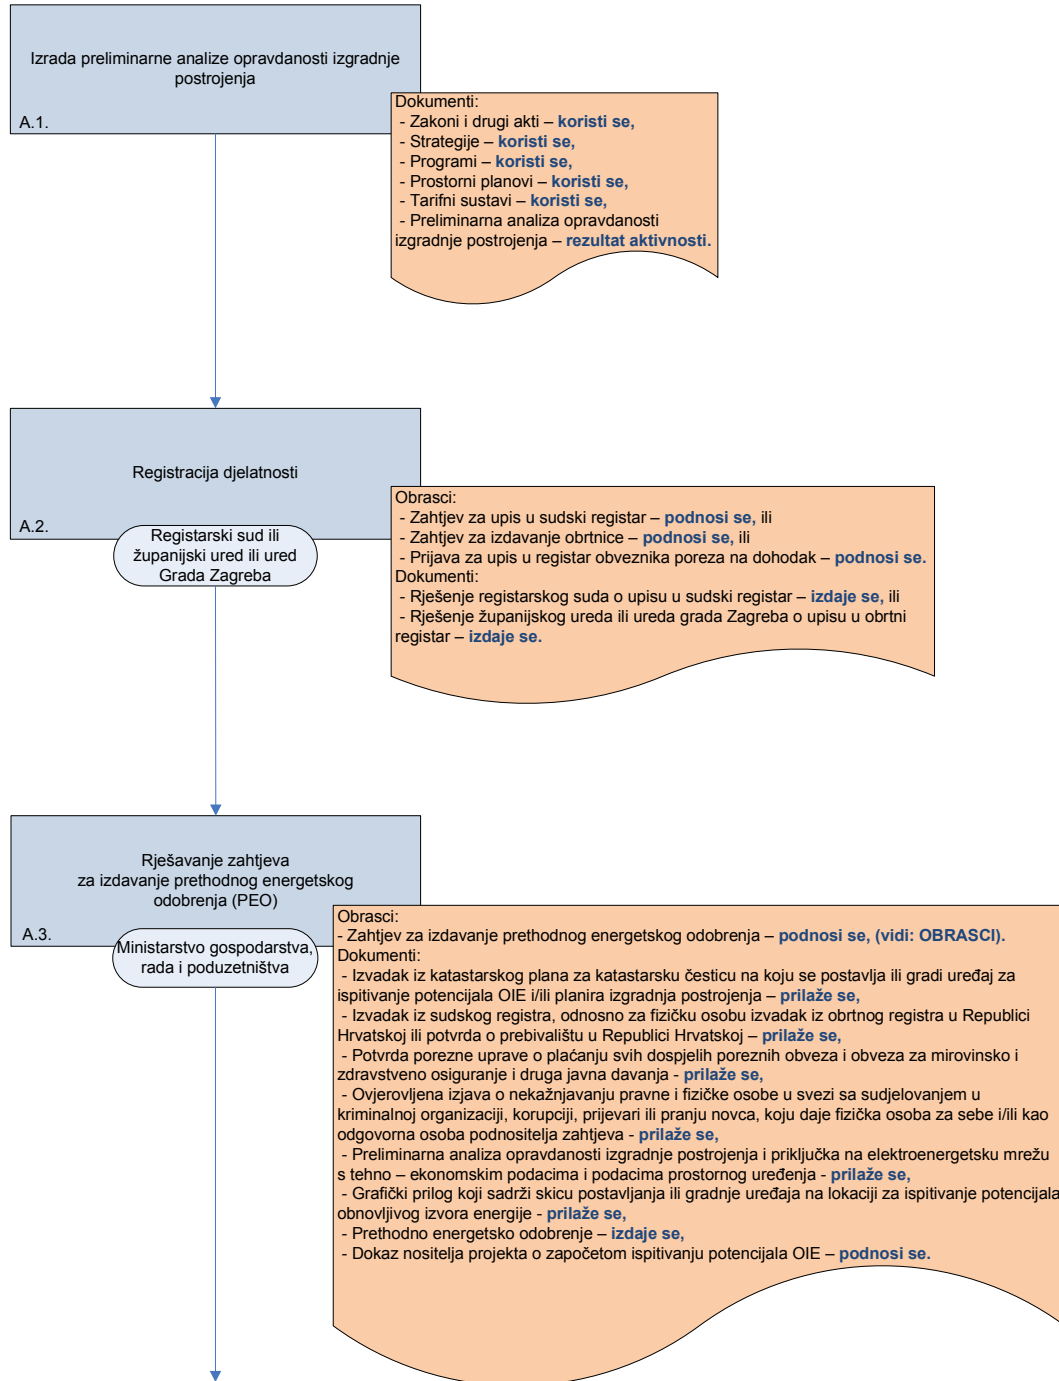 Izrada preliminarne analize opravdanosti izgradnje
postrojenja
A.1.
Dokumenti:
- Zakoni i drugi akti – koristi se,
- Strategije – koristi se,
- Programi – koristi se,
- Prostorni planovi – koristi se,
- Tarifni sustavi – koristi se,
- Preliminarna analiza opravdanosti
izgradnje postrojenja – rezultat aktivnosti.
Registracija djelatnosti
A.2.
Registarski sud ili
županijski ured ili ured
Grada Zagreba
Obrasci:
- Zahtjev za upis u sudski registar – podnosi se, ili
- Zahtjev za izdavanje obrtnice – podnosi se, ili
- Prijava za upis u registar obveznika poreza na dohodak – podnosi se.
Dokumenti:
- Rješenje registarskog suda o upisu u sudski registar – izdaje se, ili
- Rješenje županijskog ureda ili ureda grada Zagreba o upisu u obrtni
registar – izdaje se.
Rješavanje zahtjeva
za izdavanje prethodnog energetskog
odobrenja (PEO)
A.3.
Ministarstvo gospodarstva,
rada i poduzetništva
Obrasci:
- Zahtjev za izdavanje prethodnog energetskog odobrenja – podnosi se, (vidi: OBRASCI).
Dokumenti:
- Izvadak iz katastarskog plana za katastarsku česticu na koju se postavlja ili gradi uređaj za
ispitivanje potencijala OIE i/ili planira izgradnja postrojenja – prilaže se,
- Izvadak iz sudskog registra, odnosno za fizičku osobu izvadak iz obrtnog registra u Republici
Hrvatskoj ili potvrda o prebivalištu u Republici Hrvatskoj – prilaže se,
- Potvrda porezne uprave o plaćanju svih dospjelih poreznih obveza i obveza za mirovinsko i
zdravstveno osiguranje i druga javna davanja - prilaže se,
- Ovjerovljena izjava o nekažnjavanju pravne i fizičke osobe u svezi sa sudjelovanjem u
kriminalnoj organizaciji, korupciji, prijevari ili pranju novca, koju daje fizička osoba za sebe i/ili kao
odgovorna osoba podnositelja zahtjeva - prilaže se,
- Preliminarna analiza opravdanosti izgradnje postrojenja i priključka na elektroenergetsku mrežu
s tehno – ekonomskim podacima i podacima prostornog uređenja - prilaže se,
- Grafički prilog koji sadrži skicu postavljanja ili gradnje uređaja na lokaciji za ispitivanje potencijala
obnovljivog izvora energije - prilaže se,
- Prethodno energetsko odobrenje – izdaje se,
- Dokaz nositelja projekta o započetom ispitivanju potencijala OIE – podnosi se.